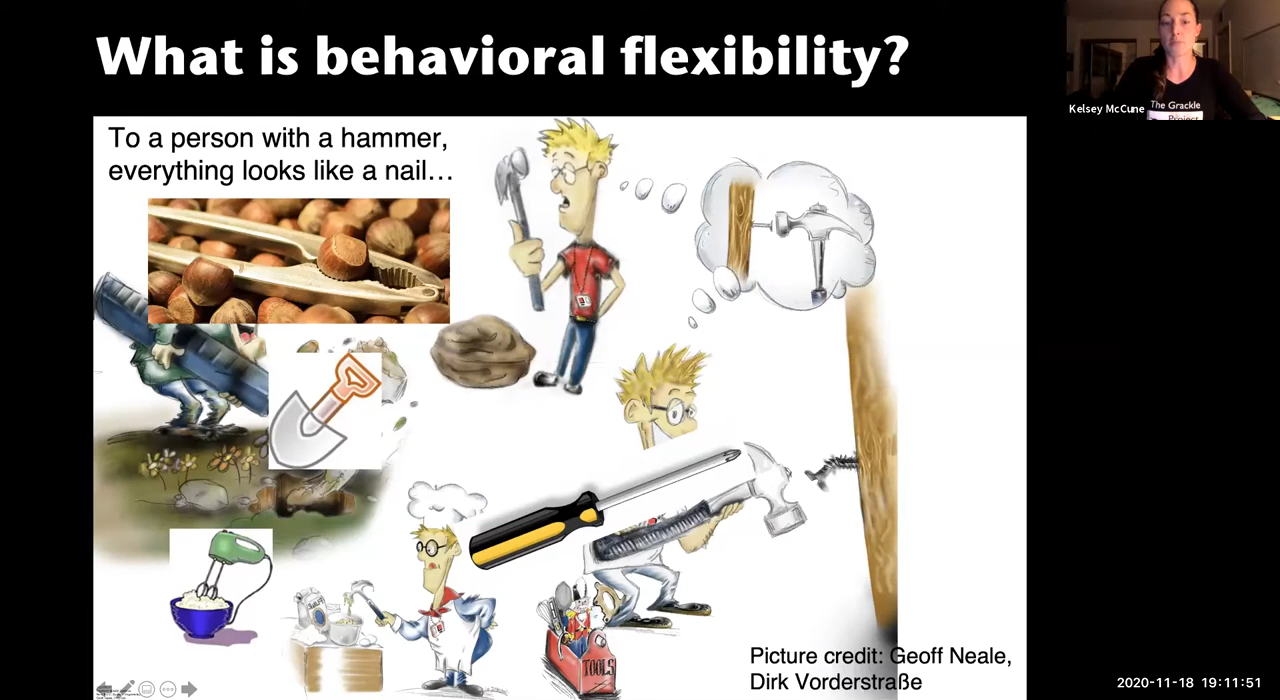 What is behavioral flexibility?
To a person with a hammer,
everything looks like a nail…
Kelsey McCune
The Grackle
Project
TOOLS
Picture credit: Geoff Neale,
Dirk Vorderstraße
2020-11-18 19:11:51